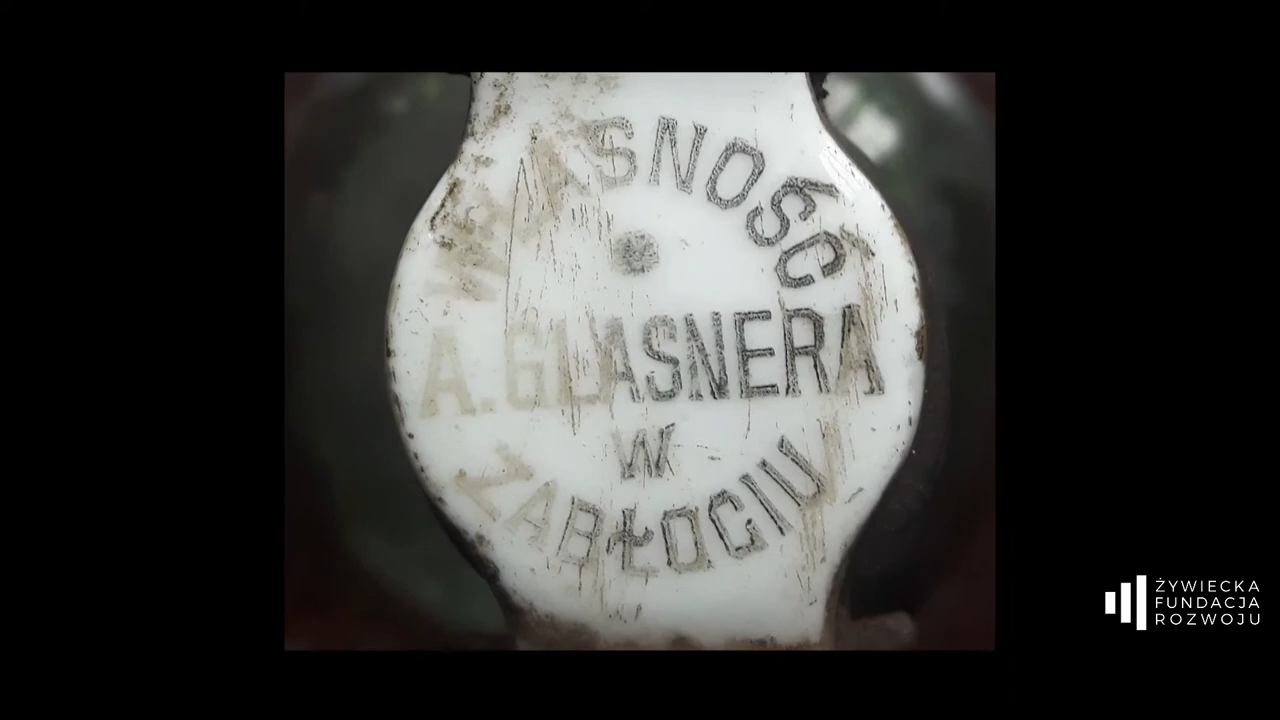 WŁASNOŚĆ
A. GLASNERA
W
ZABŁOCIU
ŻYWIECKA
FUNDACJA
ROZWOJU